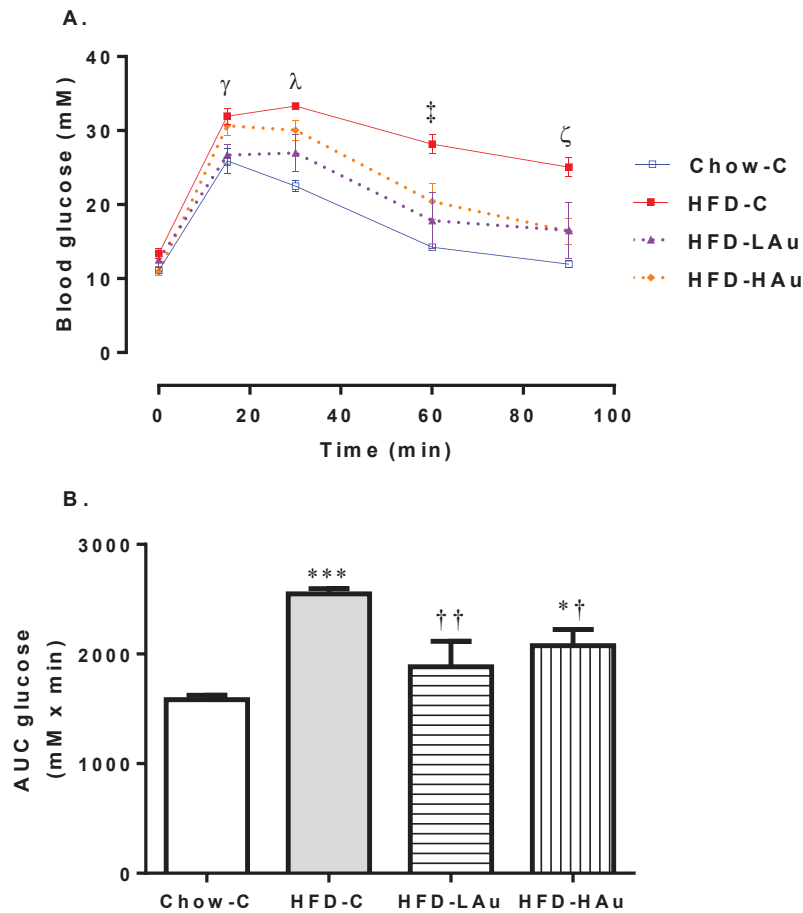 A.
Blood glucose (mM)
40
30
20
10
0
γ
λ
‡
ζ
Chow-C
HFD-C
HFD-LAu
HFD-HAu
0 20 40 60 80 100
Time (min)
B.
AUC glucose
(mM x min)
3000
2000
1000
0
***
††
*†
Chow-C HFD-C HFD-LAu HFD-HAu